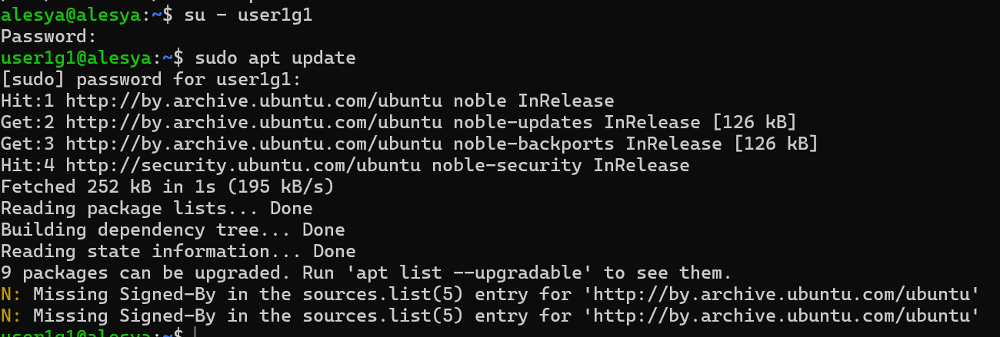 alesya@alesya:~$ su - user1g1
Password:
user1g1@alesya:~$ sudo apt update
[sudo] password for user1g1:
Hit:1 http://by.archive.ubuntu.com/ubuntu noble InRelease
Get:2 http://by.archive.ubuntu.com/ubuntu noble-updates InRelease [126 kB]
Get:3 http://by.archive.ubuntu.com/ubuntu noble-backports InRelease [126 kB]
Hit:4 http://security.ubuntu.com/ubuntu noble-security InRelease
Fetched 252 kB in 1s (195 kB/s)
Reading package lists... Done
Building dependency tree... Done
Reading state information... Done
9 packages can be upgraded. Run 'apt list --upgradable' to see them.
N: Missing Signed-By in the sources.list(5) entry for 'http://by.archive.ubuntu.com/ubuntu'
N: Missing Signed-By in the sources.list(5) entry for 'http://by.archive.ubuntu.com/ubuntu'
user1g1@alesya:~$